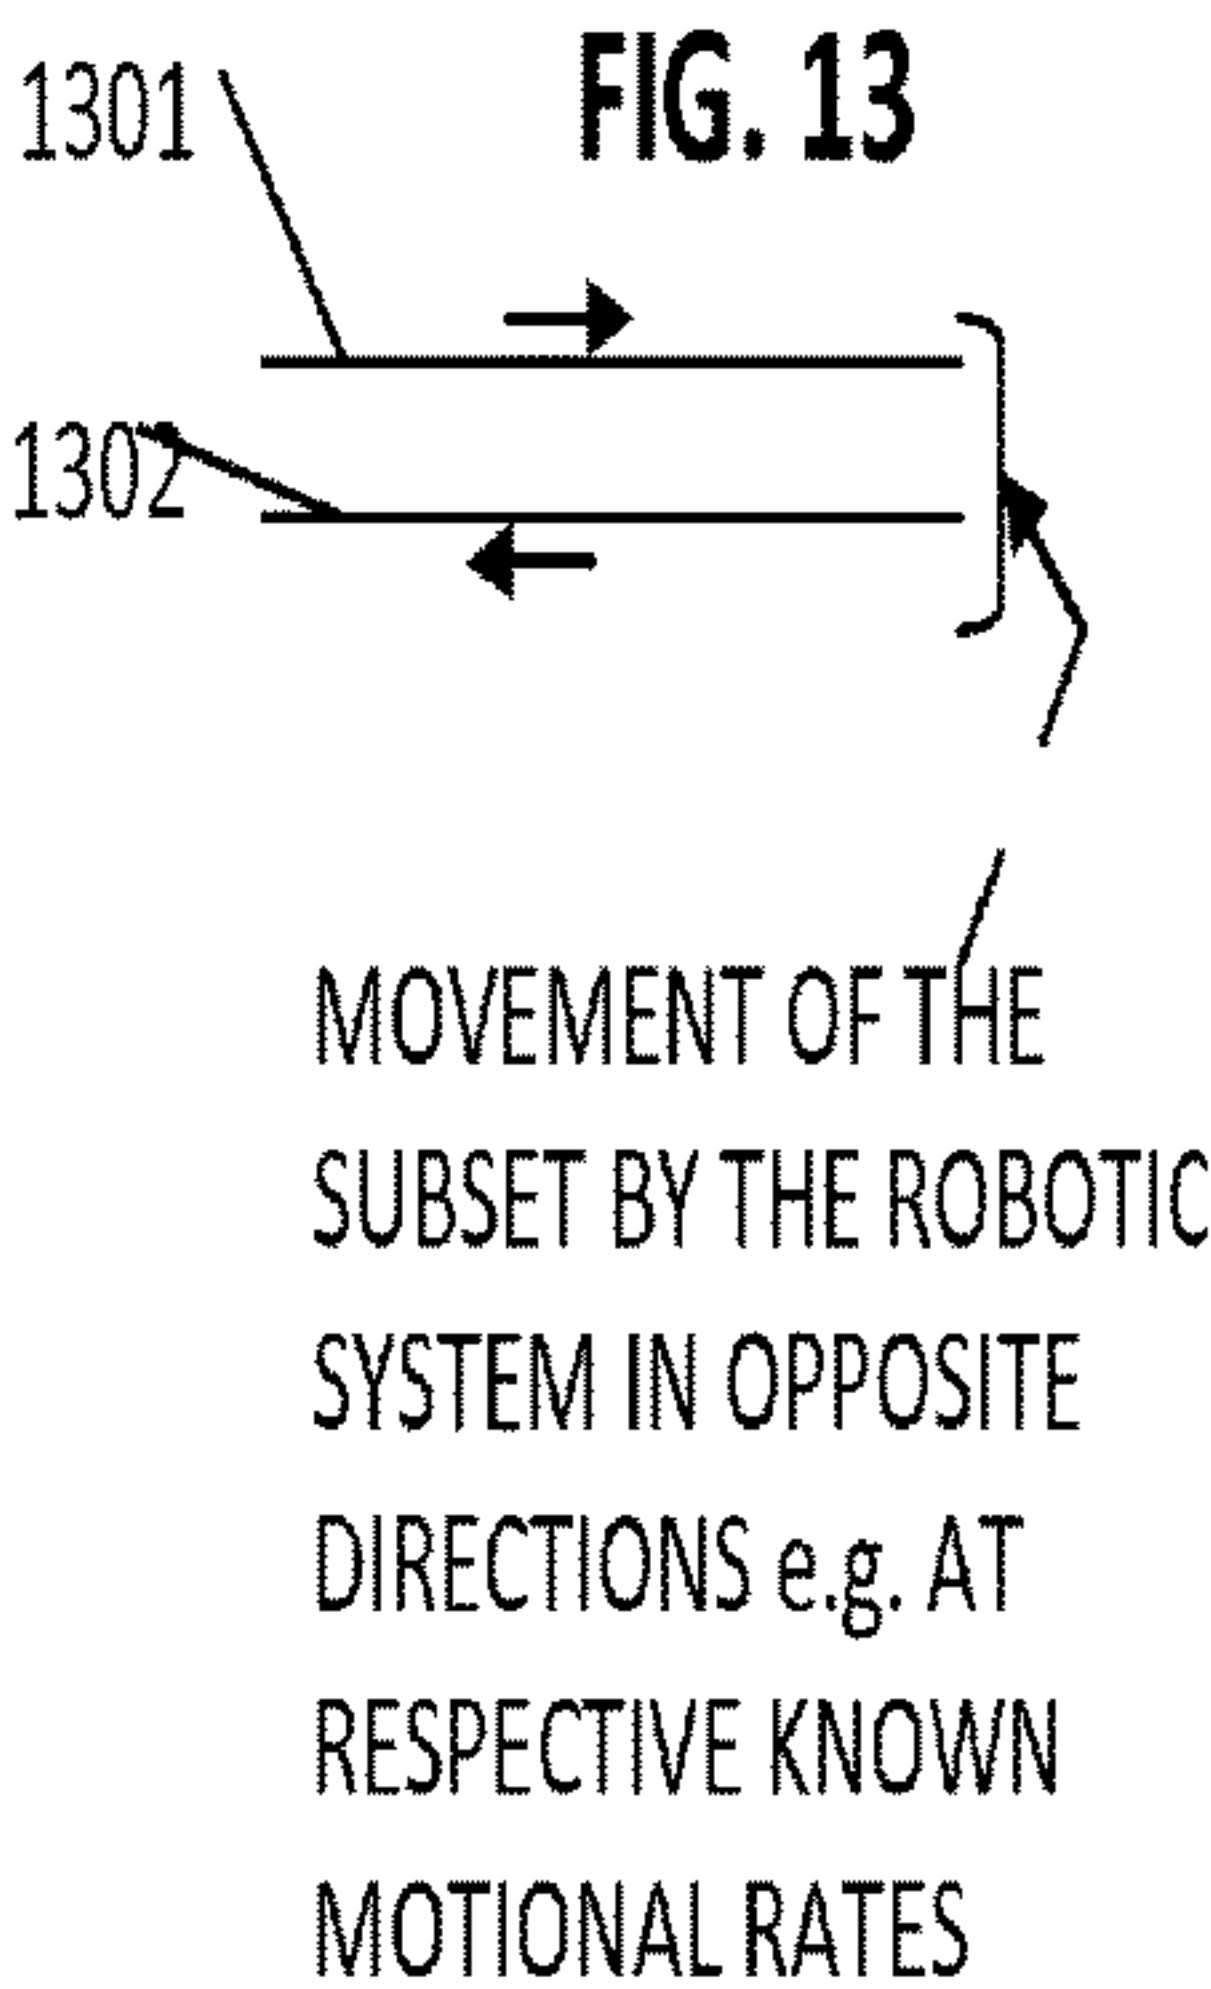 FIG. 13
1301
1302
MOVEMENT OF THE
SUBSET BY THE ROBOTIC
SYSTEM IN OPPOSITE
DIRECTIONS e.g. AT
RESPECTIVE KNOWN
MOTIONAL RATES